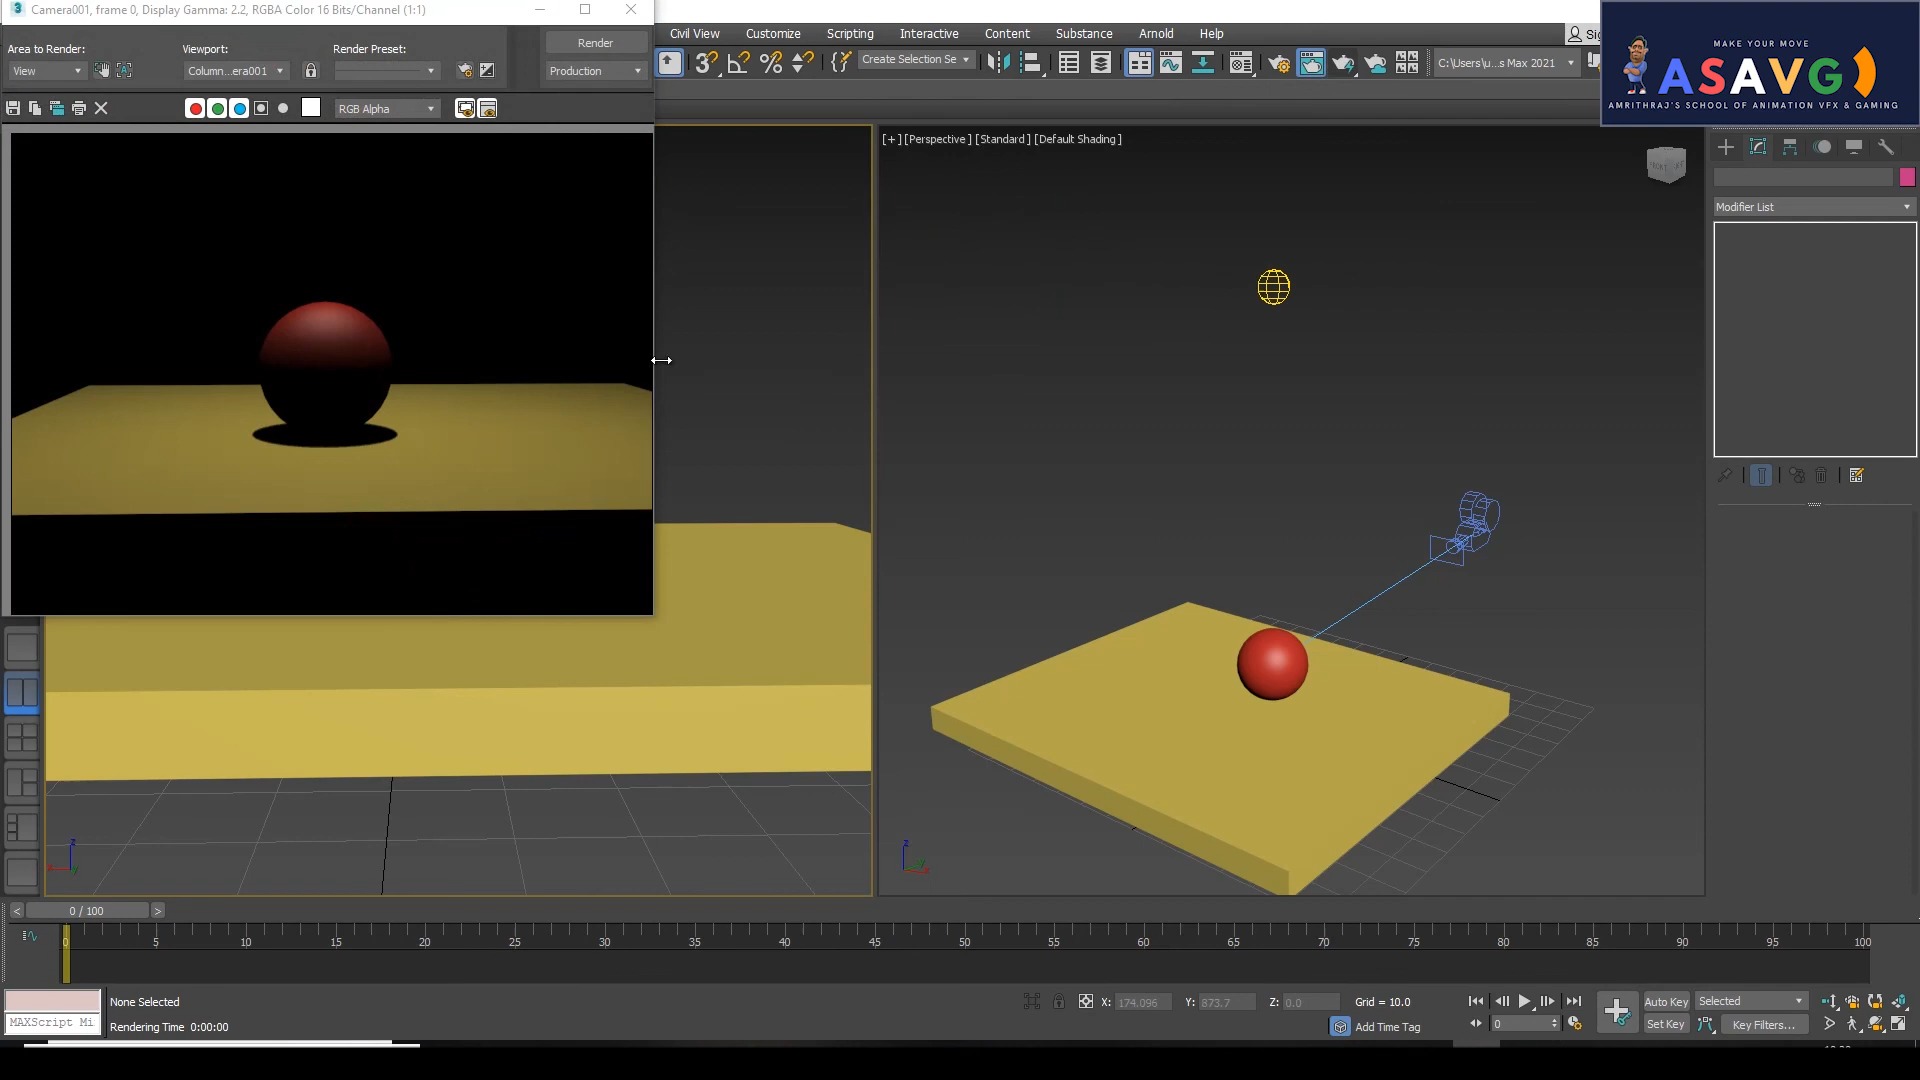 Camera001, frame 0, Display Gamma: 2.2, RGBA Color 16 Bits/Channel (1:1)
Area to Render:
Viewport:
Render Preset:
Render
View
Column...era001
Production
RGB Alpha
Civil View
Customize
Scripting
Interactive
Content
Substance
Arnold
Help
Create Selection Se
C:\Users\u...s Max 2021
MAKE YOUR MOVE
ASAVG
AMRITHRAJ'S SCHOOL OF ANIMATION VFX & GAMING
[+] [Perspective] [Standard] [Default Shading]
Modifier List
z
x
y
z
y
x
< 0 / 100 >
0 5 10 15 20 25 30 35 40 45 50 55 60 65 70 75 80 85 90 95 100
None Selected
X: 174.096
Y: 873.7
Z: 0.0
Grid = 10.0
Auto Key
Selected
MAXScript Mi
Rendering Time 0:00:00
Add Time Tag
0
Set Key
Key Filters...